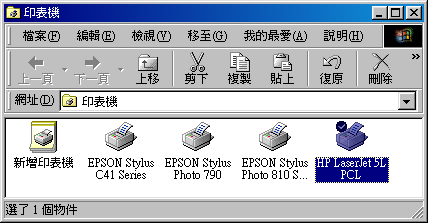 印表機
檔案(F) 編輯(E) 檢視(V) 移至(G) 我的最愛(A) 說明(H)
上一頁 下一頁 上移 剪下 複製 貼上 復原 刪除 »
網址(D) 印表機
新增印表機
EPSON Stylus
C41 Series
EPSON Stylus
Photo 790
EPSON Stylus
Photo 810 S...
HP LaserJet 5L
PCL
選了 1 個物件